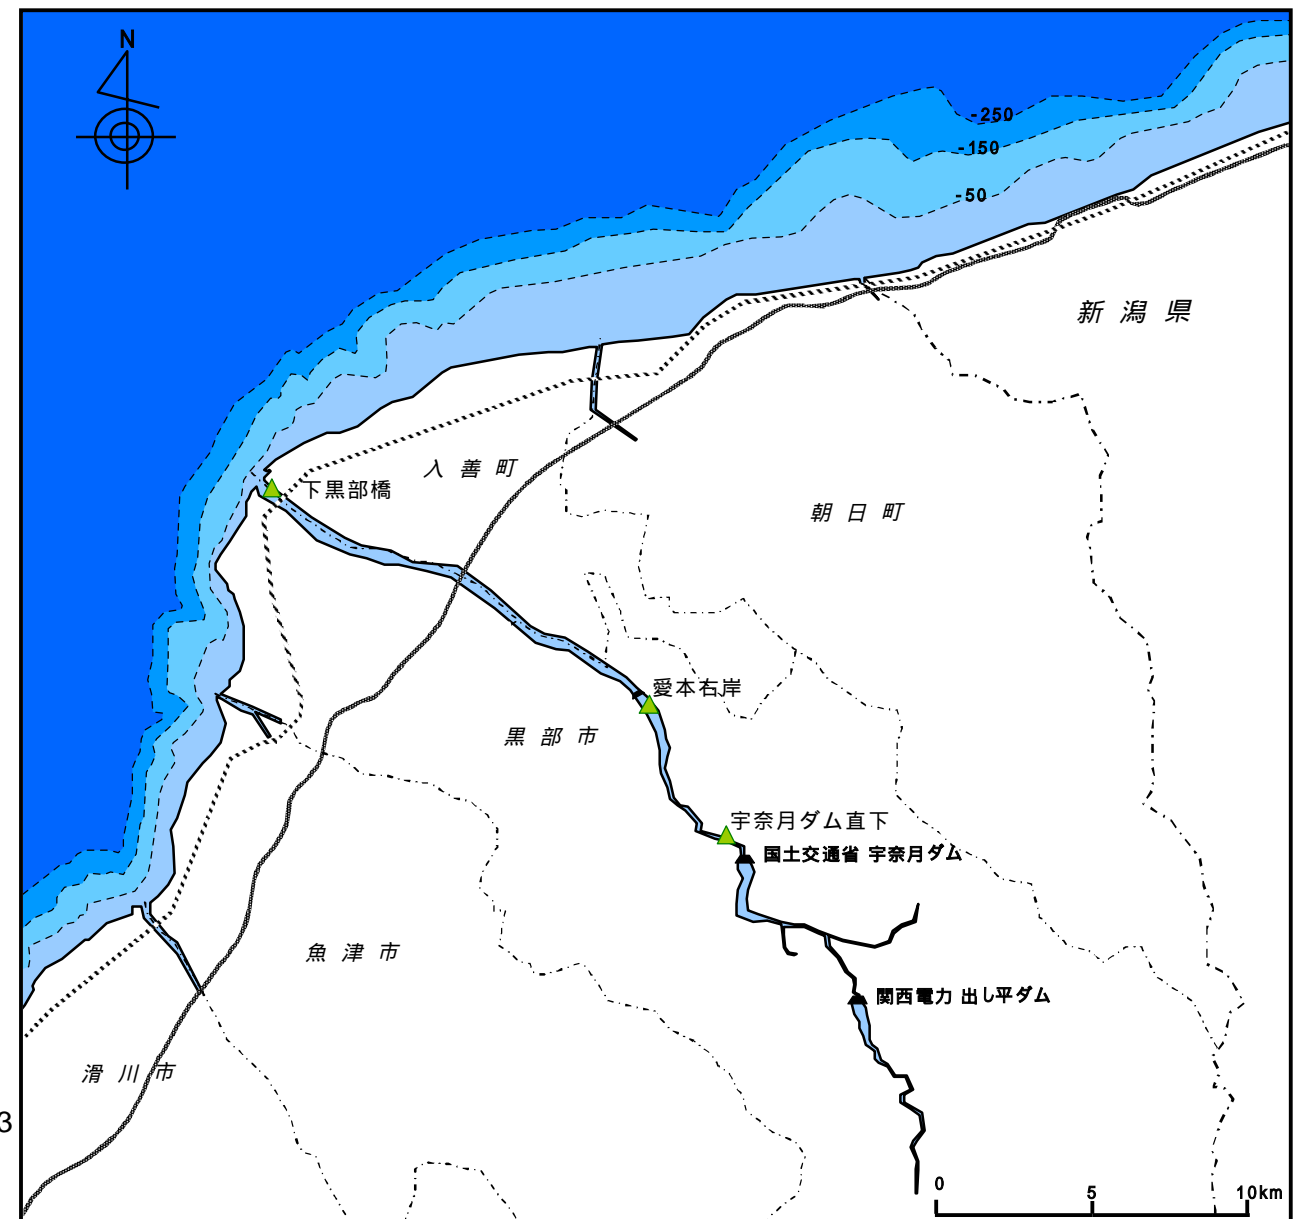 N
-250
-150
-50
新潟県
入善町
下黒部橋
朝日町
愛本右岸
黒部市
宇奈月ダム直下
国土交通省 宇奈月ダム
魚津市
関西電力 出し平ダム
滑川市
3
0 5 10km